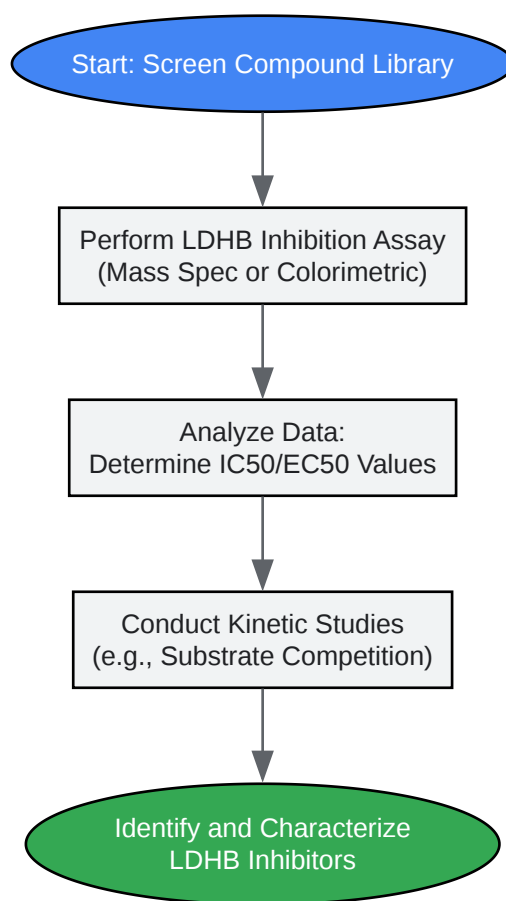 Start: Screen Compound Library
Perform LDHB Inhibition Assay
(Mass Spec or Colorimetric)
Analyze Data:
Determine IC50/EC50 Values
Conduct Kinetic Studies
(e.g., Substrate Competition)
Identify and Characterize
LDHB Inhibitors